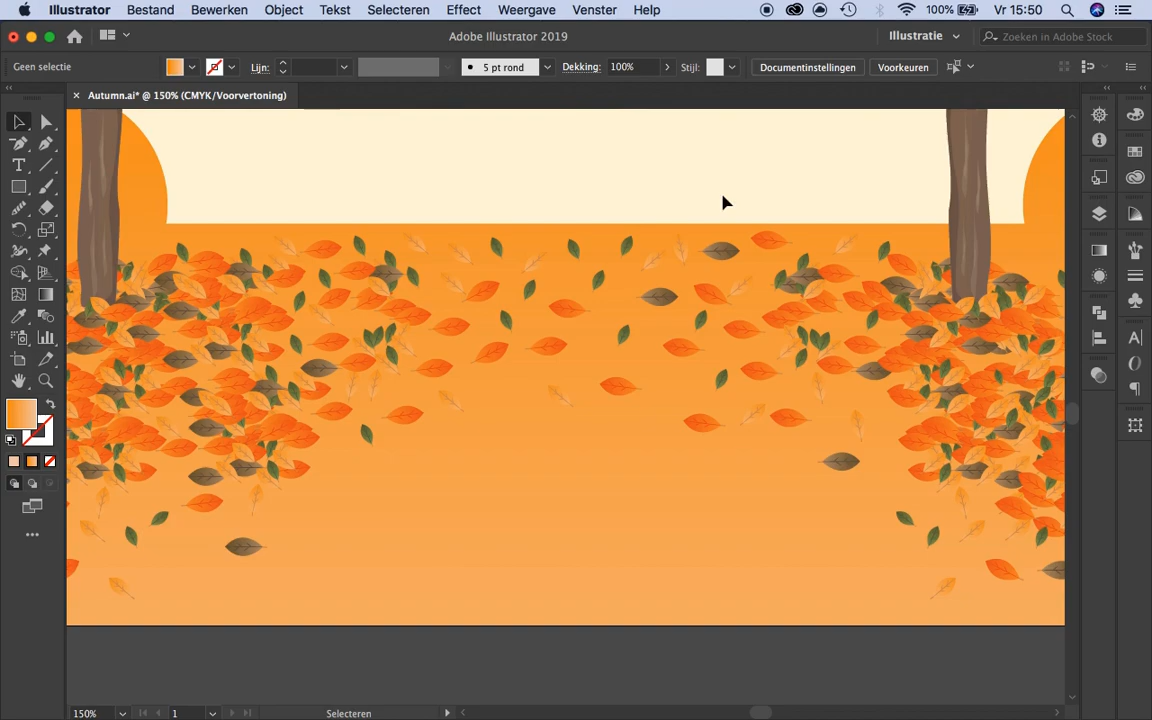 Illustrator Bestand Bewerken Object Tekst Selecteren Effect Weergave Venster Help 100% Vr 15:50
Adobe Illustrator 2019 Illustratie Zoeken in Adobe Stock
Geen selectie Lijn: 5 pt rond Dekking: 100% Stijl: Documentinstellingen Voorkeuren
× Autumn.ai* @ 150% (CMYK/Voorvertoning)
150% 1 Selecteren